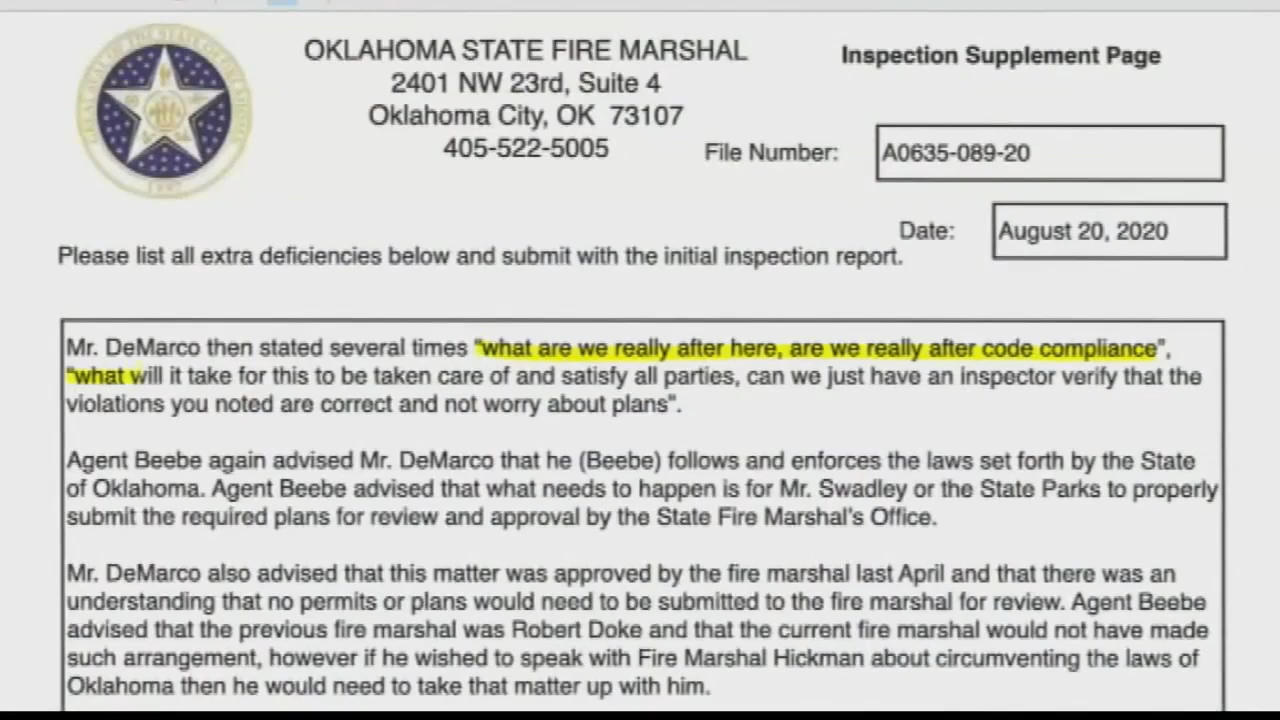 OKLAHOMA STATE FIRE MARSHAL
2401 NW 23rd, Suite 4
Oklahoma City, OK 73107
405-522-5005
Inspection Supplement Page
File Number: A0635-089-20
Date: August 20, 2020
Please list all extra deficiencies below and submit with the initial inspection report.
Mr. DeMarco then stated several times "what are we really after here, are we really after code compliance",
"what will it take for this to be taken care of and satisfy all parties, can we just have an inspector verify that the
violations you noted are correct and not worry about plans".
Agent Beebe again advised Mr. DeMarco that he (Beebe) follows and enforces the laws set forth by the State
of Oklahoma. Agent Beebe advised that what needs to happen is for Mr. Swadley or the State Parks to properly
submit the required plans for review and approval by the State Fire Marshal's Office.
Mr. DeMarco also advised that this matter was approved by the fire marshal last April and that there was an
understanding that no permits or plans would need to be submitted to the fire marshal for review. Agent Beebe
advised that the previous fire marshal was Robert Doke and that the current fire marshal would not have made
such arrangement, however if he wished to speak with Fire Marshal Hickman about circumventing the laws of
Oklahoma then he would need to take that matter up with him.